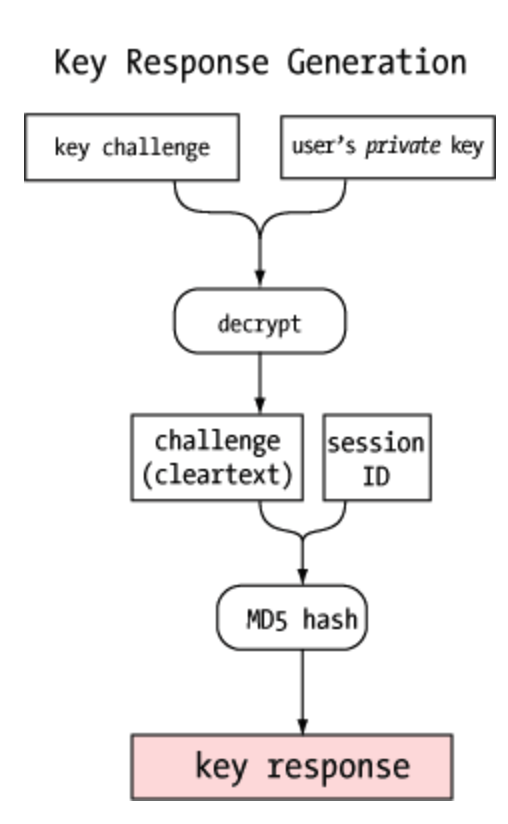 Key Response Generation
key challenge
user's private key
decrypt
challenge
(cleartext)
session
ID
MD5 hash
key response